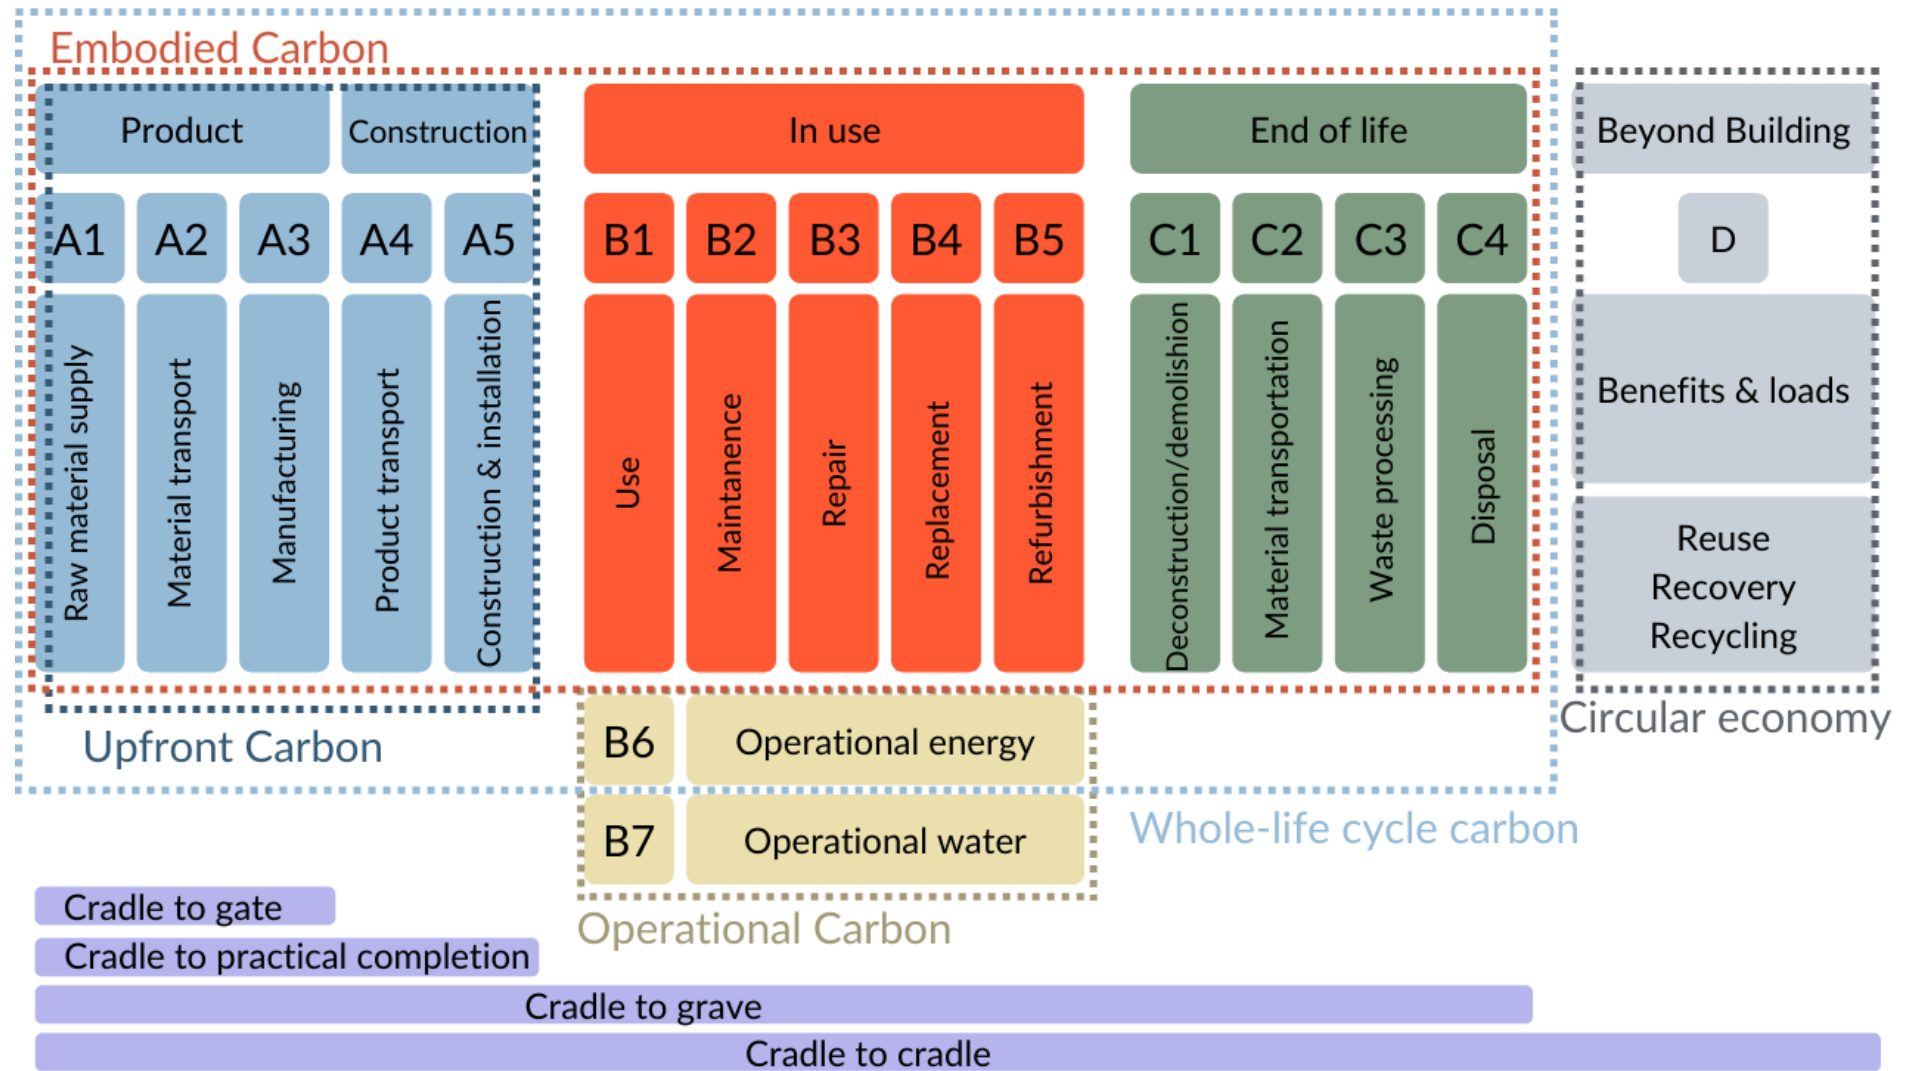 Embodied Carbon
Product
Construction
In use
End of life
Beyond Building
A1
A2
A3
A4
A5
B1
B2
B3
B4
B5
C1
C2
C3
C4
D
Raw material supply
Material transport
Manufacturing
Product transport
Construction & installation
Use
Maintanence
Repair
Replacement
Refurbishment
Deconstruction/demolishion
Material transportation
Waste processing
Disposal
Benefits & loads
Reuse
Recovery
Recycling
Circular economy
Upfront Carbon
B6
Operational energy
B7
Operational water
Whole-life cycle carbon
Operational Carbon
Cradle to gate
Cradle to practical completion
Cradle to grave
Cradle to cradle